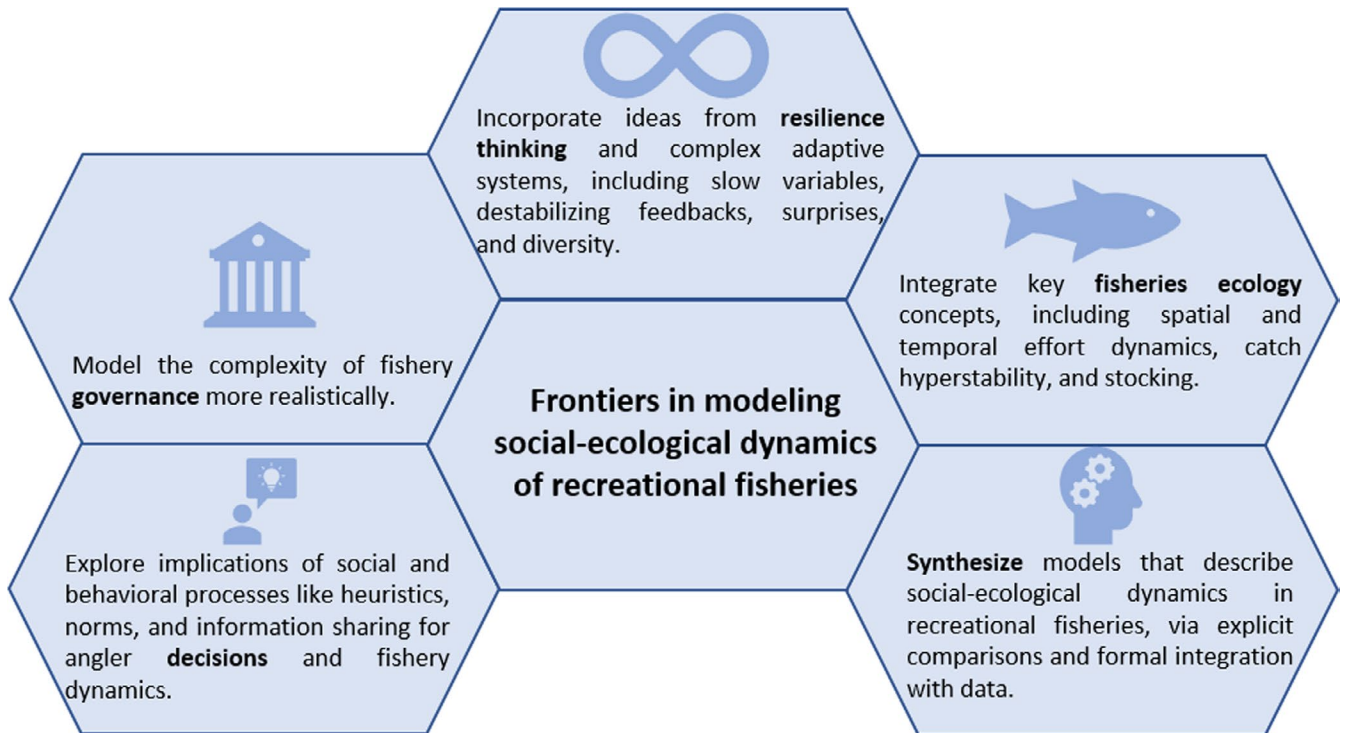 Incorporate ideas from resilience
thinking and complex adaptive
systems, including slow variables,
destabilizing feedbacks, surprises,
and diversity.
Model the complexity of fishery
governance more realistically.
Integrate key fisheries ecology
concepts, including spatial and
temporal effort dynamics, catch
hyperstability, and stocking.
Frontiers in modeling
social-ecological dynamics
of recreational fisheries
Explore implications of social and
behavioral processes like heuristics,
norms, and information sharing for
angler decisions and fishery
dynamics.
Synthesize models that describe
social-ecological dynamics in
recreational fisheries, via explicit
comparisons and formal integration
with data.